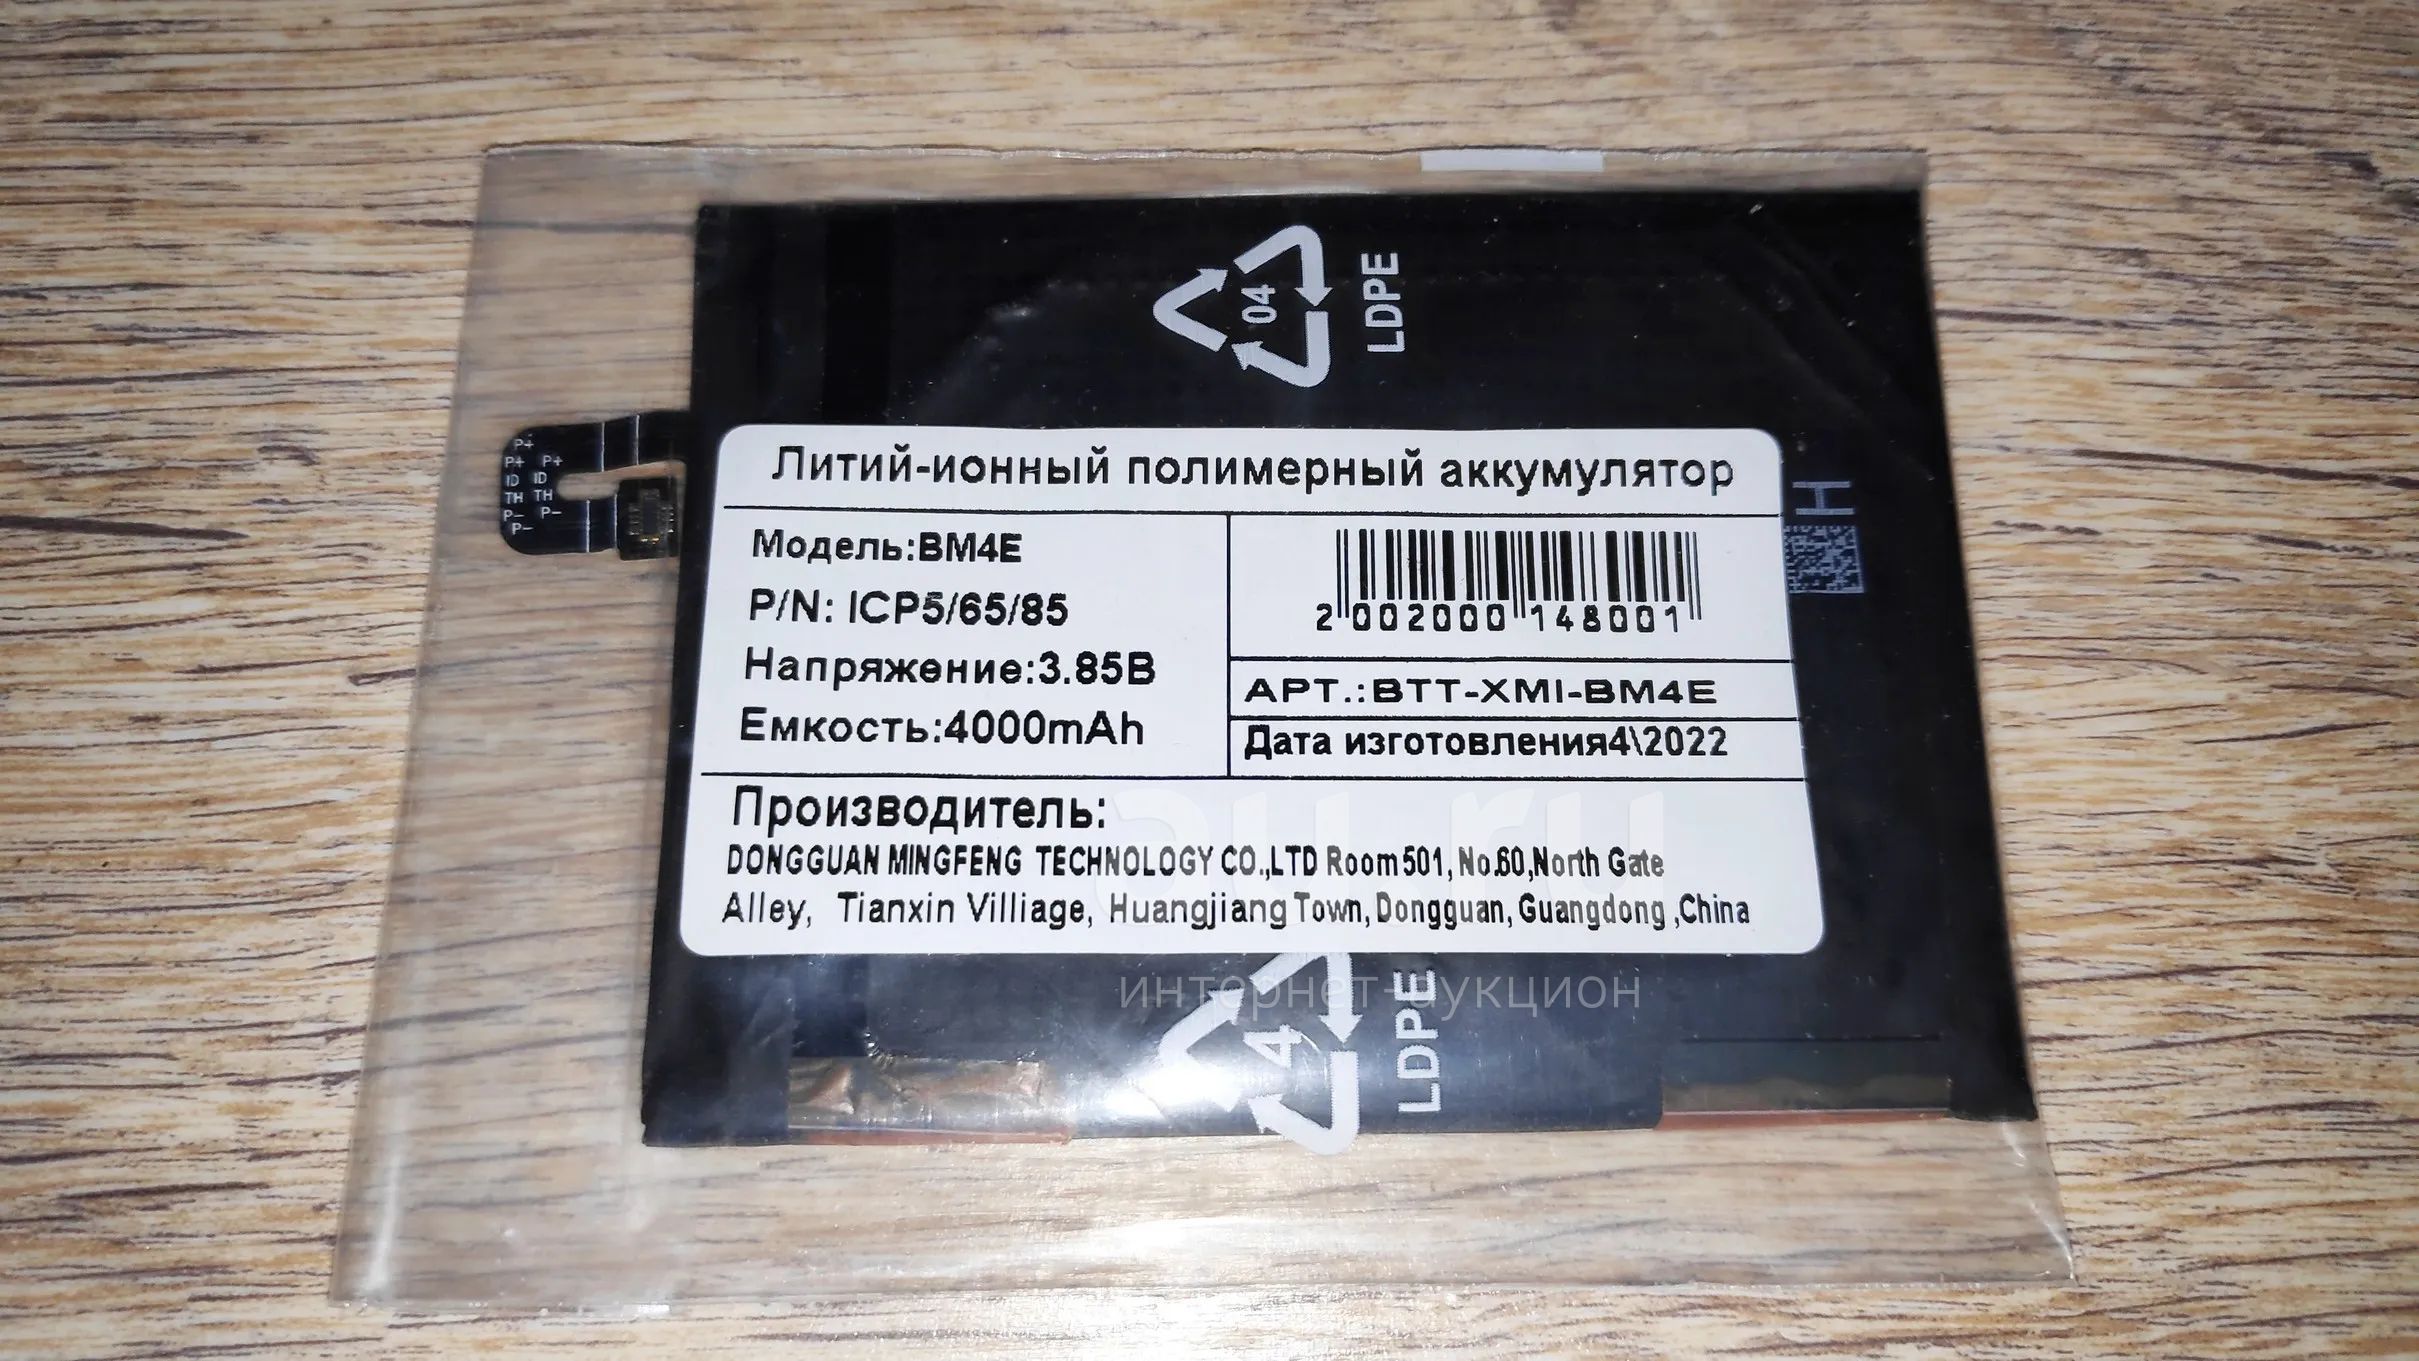 04
LDPE
P+
P+ P+
ID ID
TH TH
P- P-
P-
Литий-ионный полимерный аккумулятор
H
Модель:BM4E
P/N: ICP5/65/85
Напряжение:3.85В
Емкость:4000mAh
2 002000 148001
АРТ.:BTT-XMI-BM4E
Дата изготовления4\2022
Производитель:
DONGGUAN MINGFENG TECHNOLOGY CO.,LTD Room 501, No.60,North Gate
Alley, Tianxin Villiage, Huangjiang Town, Dongguan, Guangdong ,China
au.ru
интернет-аукцион
4
LDPE